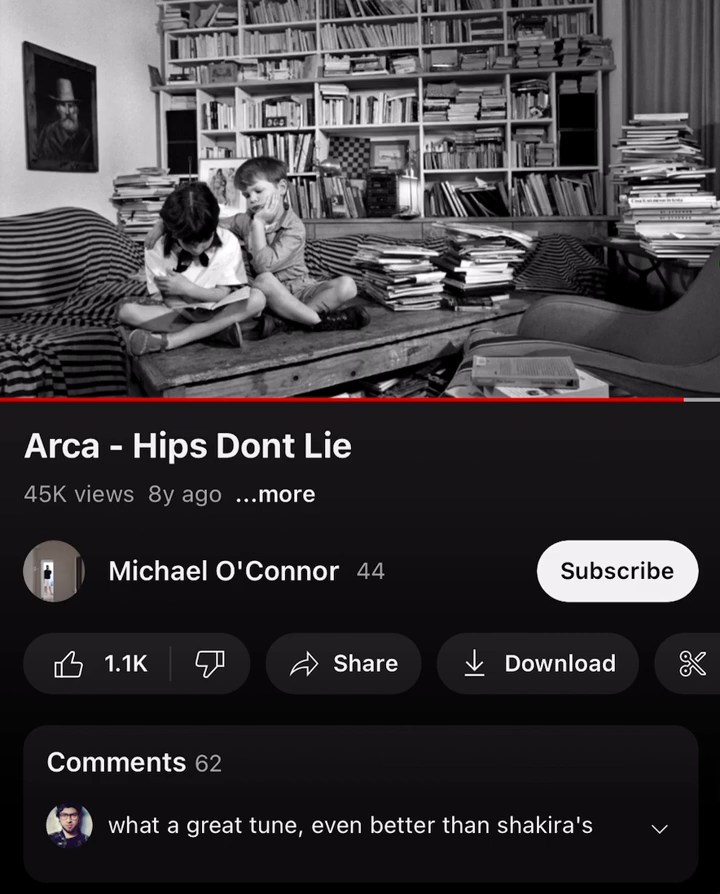 Arca - Hips Dont Lie
45K views 8y ago ...more
Michael O'Connor 44
Subscribe
1.1K
Share
Download
Comments 62
what a great tune, even better than shakira's